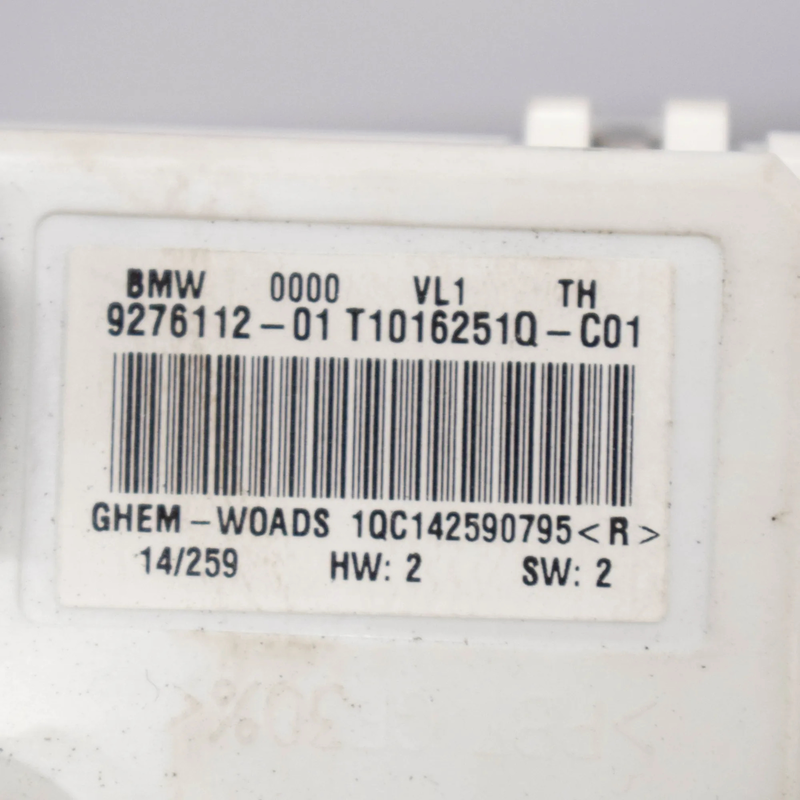 BMW 0000 VL1 TH
9276112-01 T1016251Q-C01
GHEM-WOADS 1QC142590795<R>
14/259 HW: 2 SW: 2